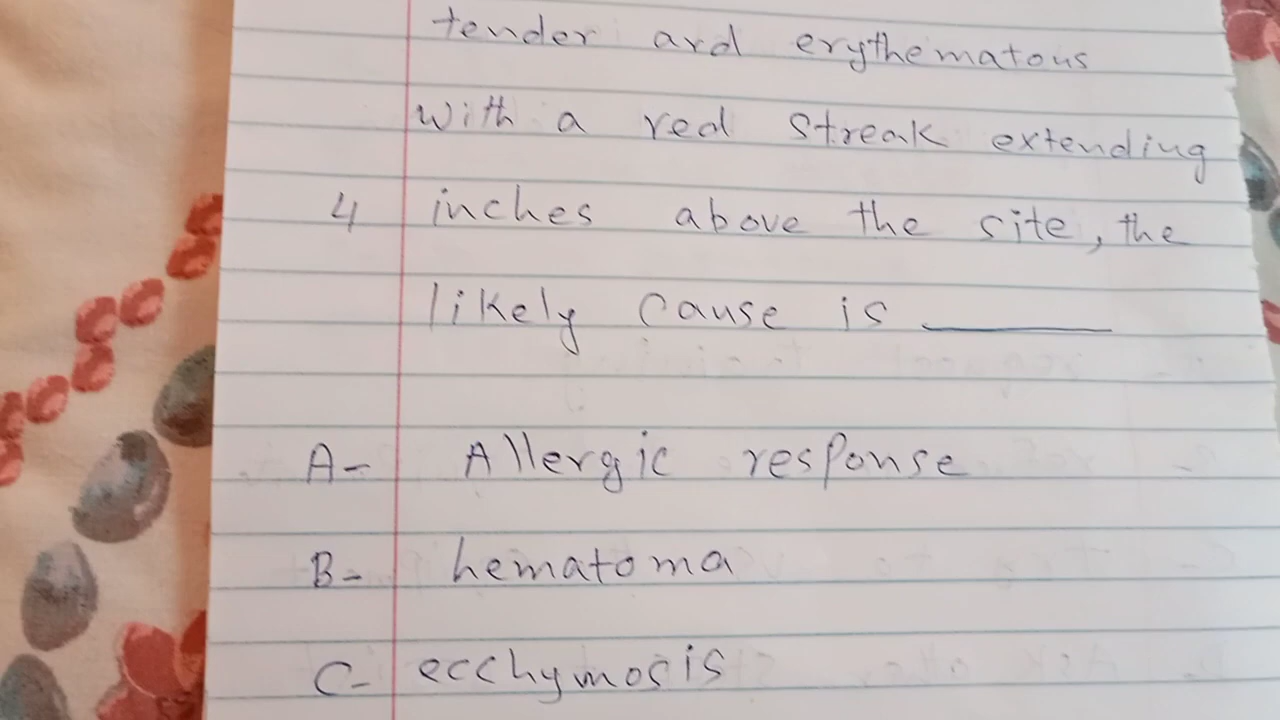 tender and erythematous
with a red streak extending
4 inches above the site, the
likely cause is ______
A- Allergic response
B- hematoma
C- ecchymosis